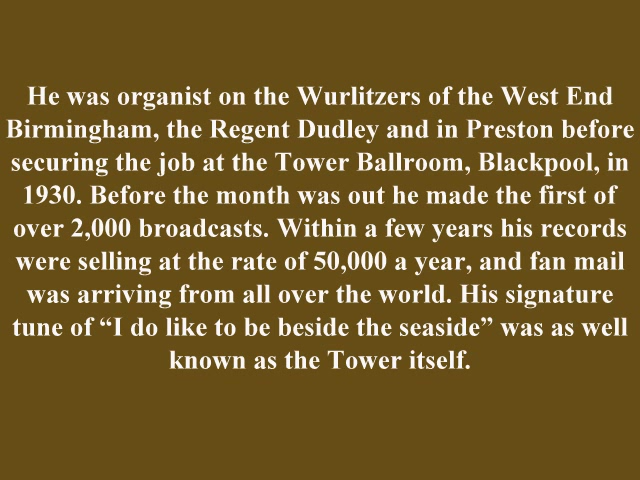 He was organist on the Wurlitzers of the West End
Birmingham, the Regent Dudley and in Preston before
securing the job at the Tower Ballroom, Blackpool, in
1930. Before the month was out he made the first of
over 2,000 broadcasts. Within a few years his records
were selling at the rate of 50,000 a year, and fan mail
was arriving from all over the world. His signature
tune of “I do like to be beside the seaside” was as well
known as the Tower itself.